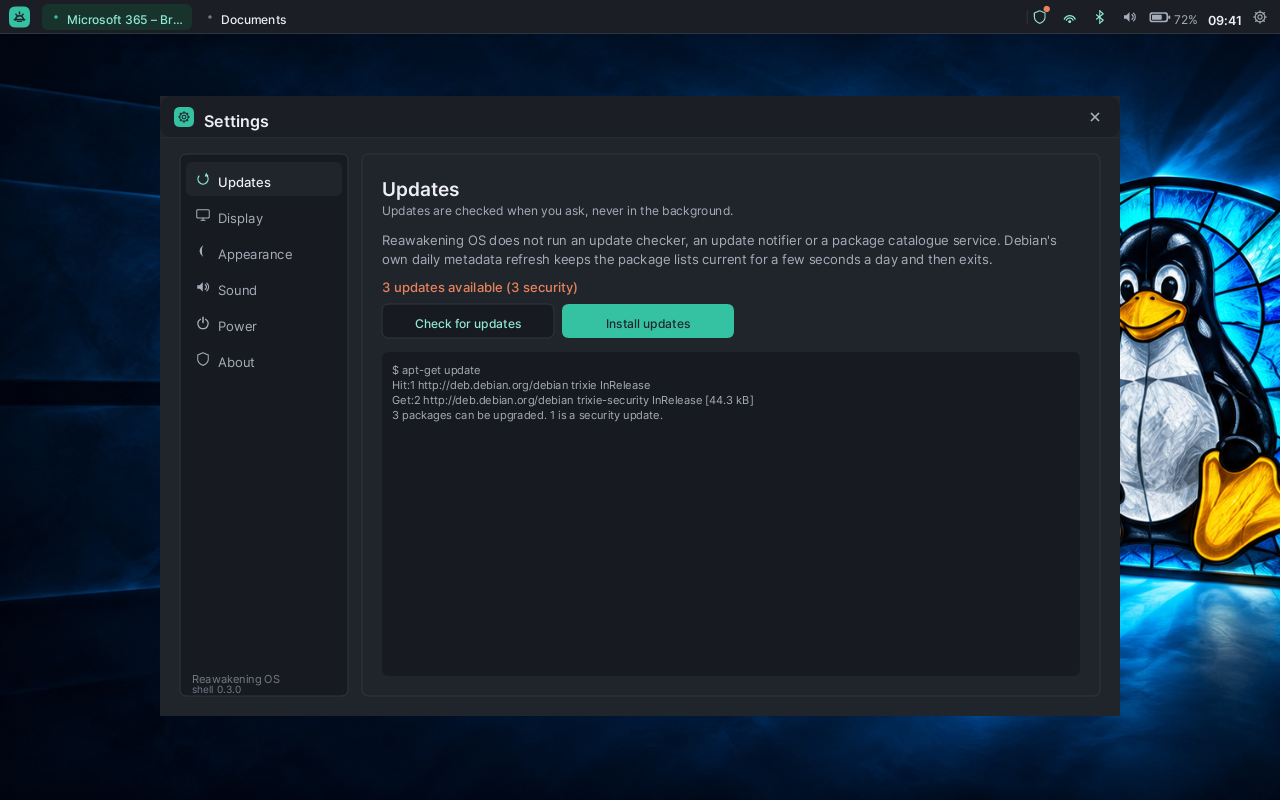 Microsoft 365 – Br...
Documents
72%
09:41
Settings
Updates
Display
Appearance
Sound
Power
About
Reawakening OS
shell 0.3.0
Updates
Updates are checked when you ask, never in the background.
Reawakening OS does not run an update checker, an update notifier or a package catalogue service. Debian's
own daily metadata refresh keeps the package lists current for a few seconds a day and then exits.
3 updates available (3 security)
Check for updates
Install updates
$ apt-get update
Hit:1 http://deb.debian.org/debian trixie InRelease
Get:2 http://deb.debian.org/debian trixie-security InRelease [44.3 kB]
3 packages can be upgraded. 1 is a security update.